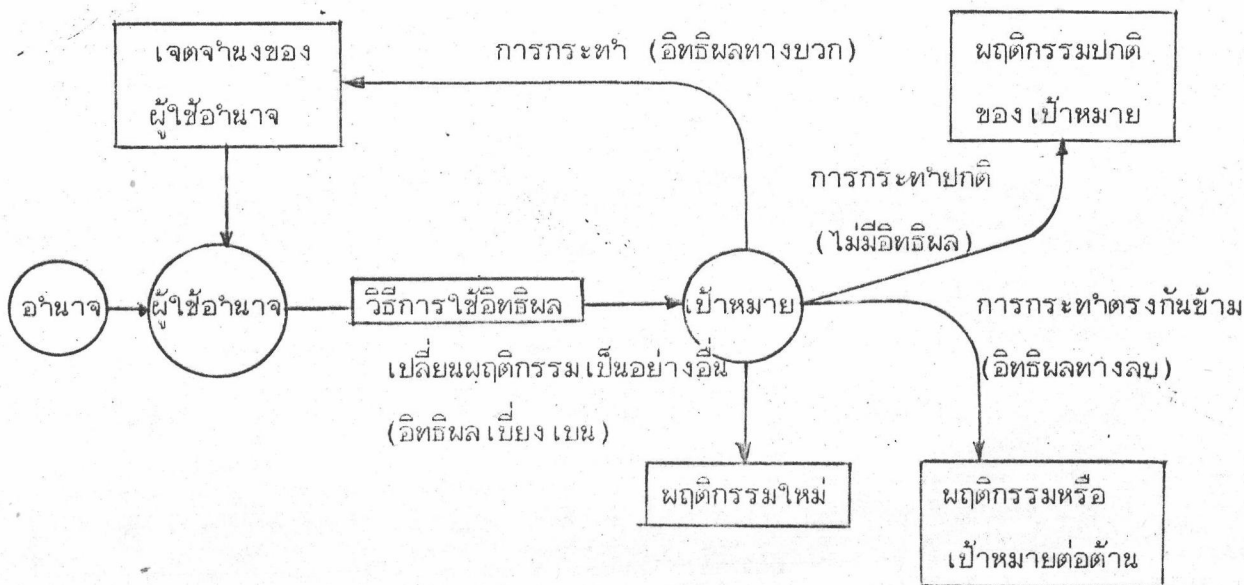 เจตจำนงของ
ผู้ใช้อำนาจ
การกระทำ (อิทธิผลทางบวก)
ผฤติกรรมปกติ
ของเป้าหมาย
การกระทำปกติ
(ไม่มีอิทธิผล)
อำนาจ
ผู้ใช้อำนาจ
วิธีการใช้อิทธิผล
เป้าหมาย
การกระทำตรงกันข้าม
(อิทธิผลทางลบ)
เปลี่ยนผฤติกรรมเป็นอย่างอื่น
(อิทธิผลเบี่ยงเบน)
ผฤติกรรมใหม่
ผฤติกรรมหรือ
เป้าหมายต่อต้าน